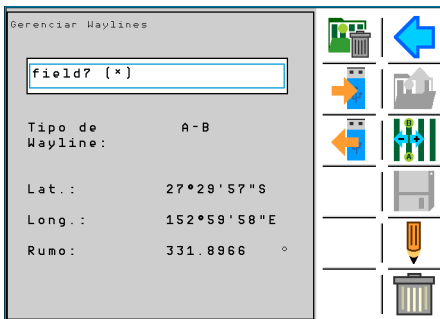 Gerenciar Waylines
field7 (*)
Tipo de Wayline: A-B
Lat.: 27°29'57"S
Long.: 152°59'58"E
Rumo: 331.8966 °
B
A